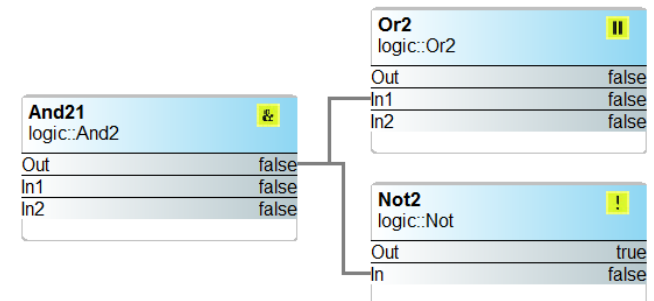 And21
logic::And2
&
Out false
In1 false
In2 false
Or2
logic::Or2
Out false
In1 false
In2 false
Not2
logic::Not
!
Out true
In false